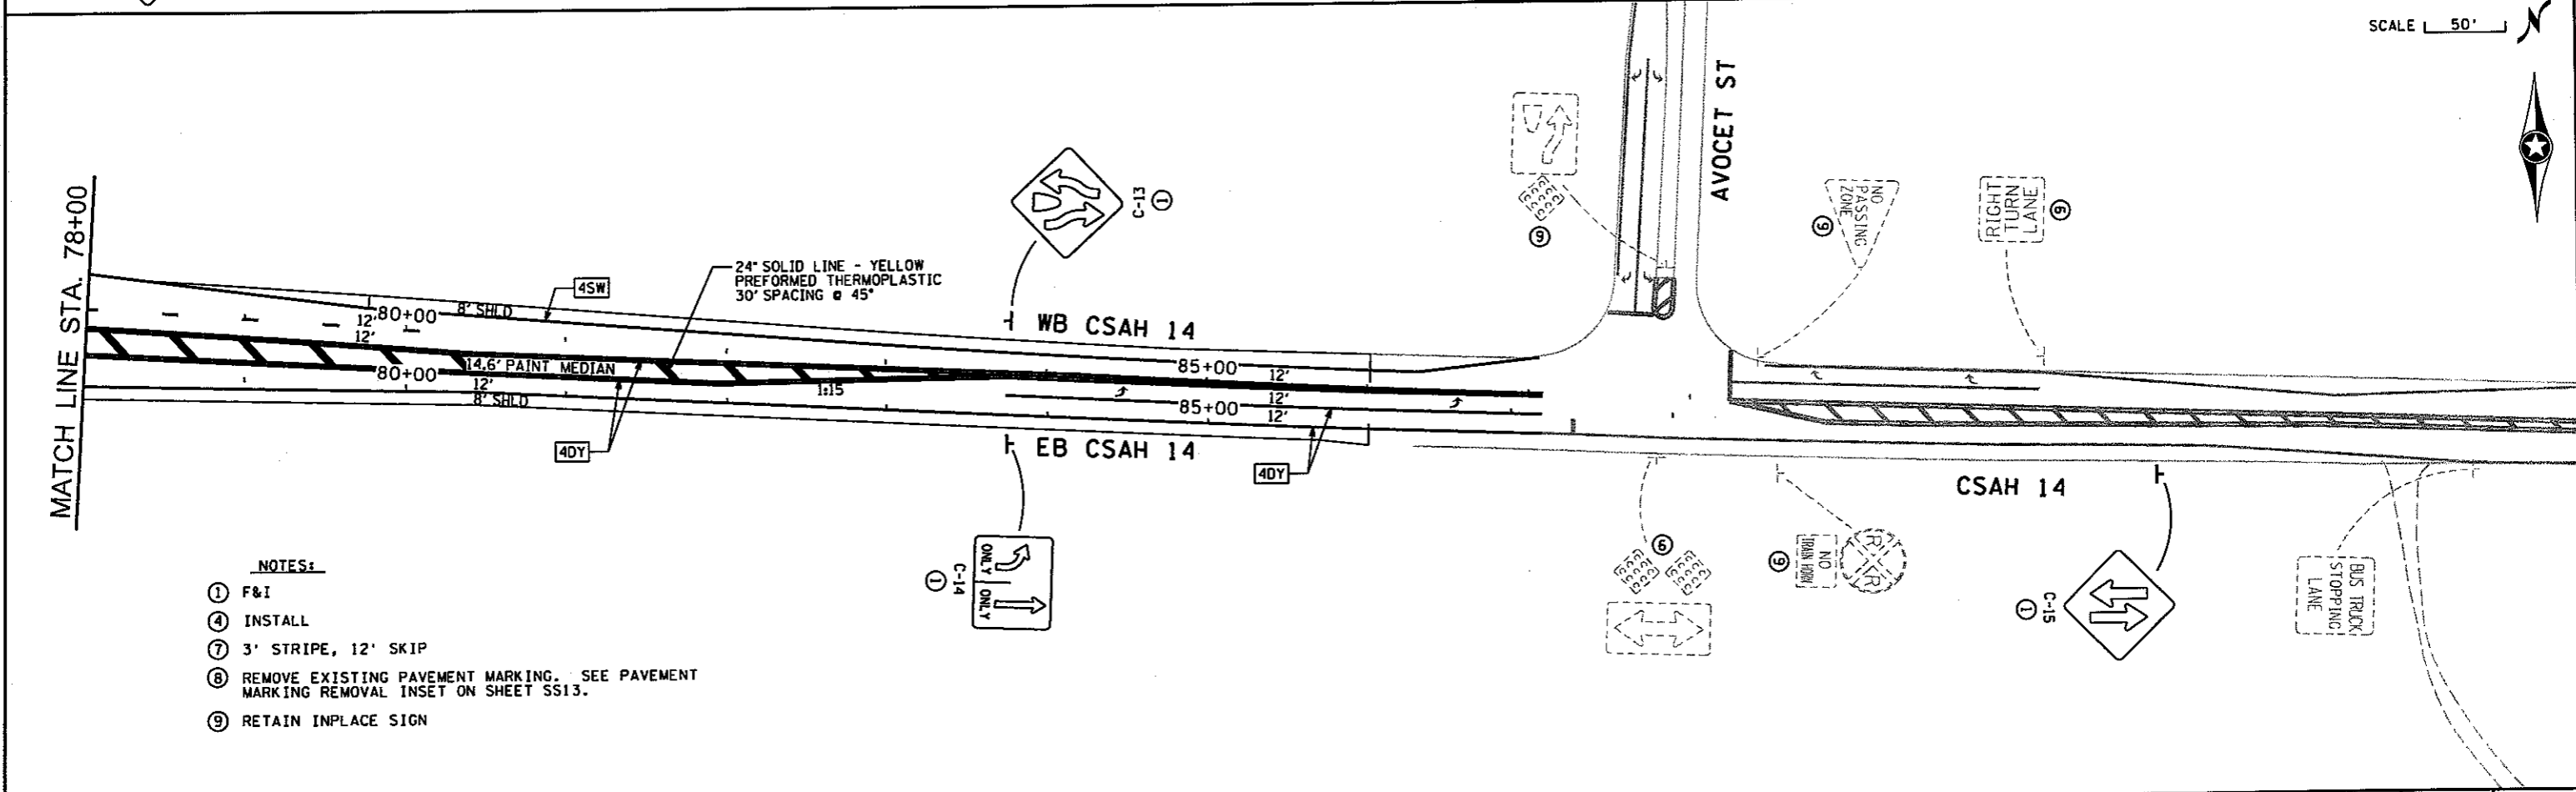 SCALE 50' N
MATCH LINE STA. 78+00
80+00
12'
12'
8' SHLD
4SW
24" SOLID LINE - YELLOW
PREFORMED THERMOPLASTIC
30' SPACING @ 45°
14.6' PAINT MEDIAN
80+00
12'
8' SHLD
4DY
1:15
C-13
1
WB CSAH 14
85+00
12'
12'
85+00
12'
EB CSAH 14
4DY
ONLY
ONLY
C-14
1
AVOCET ST
9
NO
PASSING
ZONE
9
RIGHT
TURN
LANE
9
9
NO
TRAIN HORN
R R
9
CSAH 14
C-15
1
BUS TRUCK
STOPPING
LANE
NOTES:
1 F&I
4 INSTALL
7 3' STRIPE, 12' SKIP
8 REMOVE EXISTING PAVEMENT MARKING. SEE PAVEMENT
MARKING REMOVAL INSET ON SHEET SS13.
9 RETAIN INPLACE SIGN